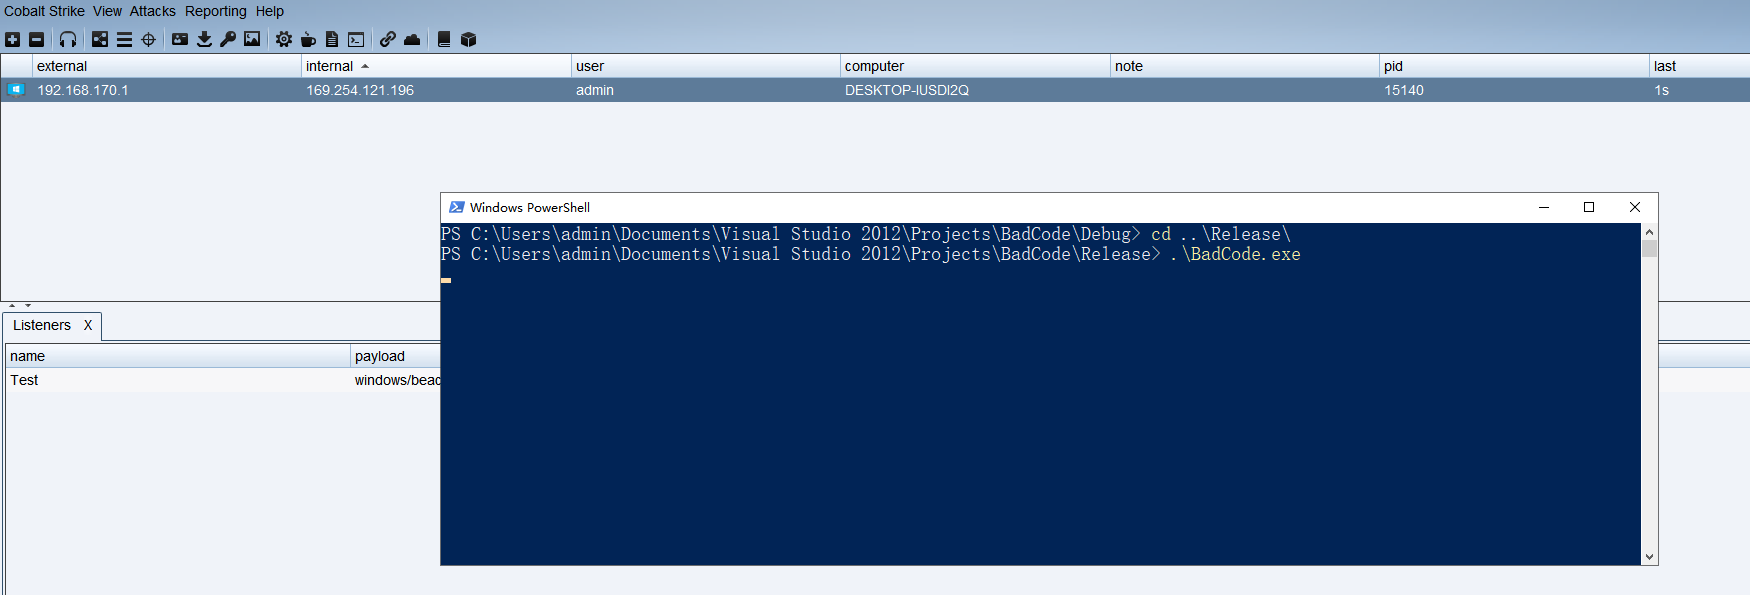 Cobalt Strike View Attacks Reporting Help
external internal user computer note pid last
192.168.170.1 169.254.121.196 admin DESKTOP-IUSDI2Q 15140 1s
Windows PowerShell
PS C:\Users\admin\Documents\Visual Studio 2012\Projects\BadCode\Debug> cd ..\Release\
PS C:\Users\admin\Documents\Visual Studio 2012\Projects\BadCode\Release> .\BadCode.exe
Listeners X
name payload
Test windows/beac